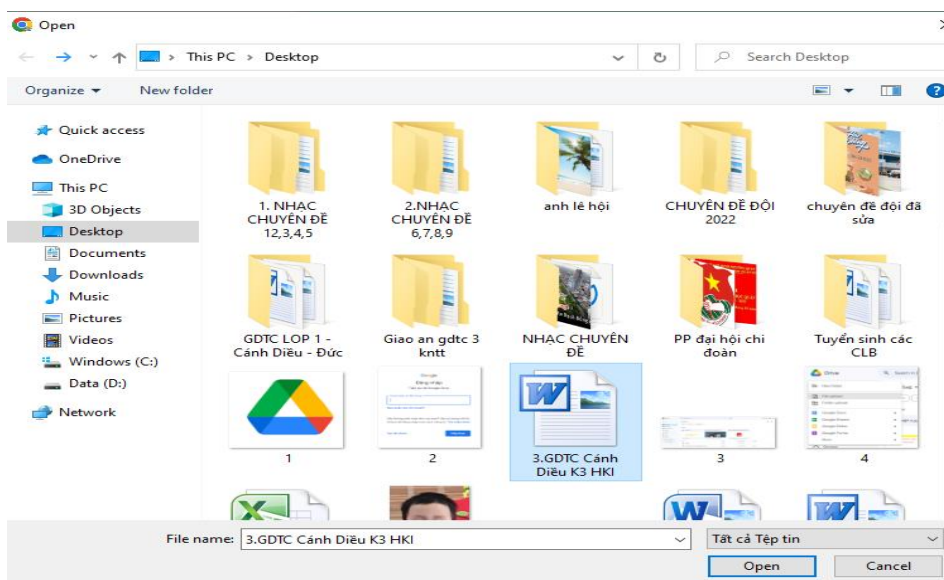 Open
This PC > Desktop
Search Desktop
Organize
New folder
Quick access
OneDrive
This PC
3D Objects
Desktop
Documents
Downloads
Music
Pictures
Videos
Windows (C:)
Data (D:)
Network
1. NHẠC
CHUYÊN ĐỀ
12,3,4,5
2.NHẠC
CHUYÊN ĐỀ
6,7,8,9
anh lê hội
CHUYÊN ĐỀ ĐỘI
2022
chuyên đề đội đã
sửa
GDTC LOP 1 -
Cánh Diều - Đức
Giao an gdtc 3
kntt
NHẠC CHUYÊN
ĐỀ
PP đại hội chi
đoàn
Tuyển sinh các
CLB
1
2
3.GDTC Cánh
Diều K3 HKI
3
4
File name:
3.GDTC Cánh Diều K3 HKI
Tất cả Tệp tin
Open
Cancel